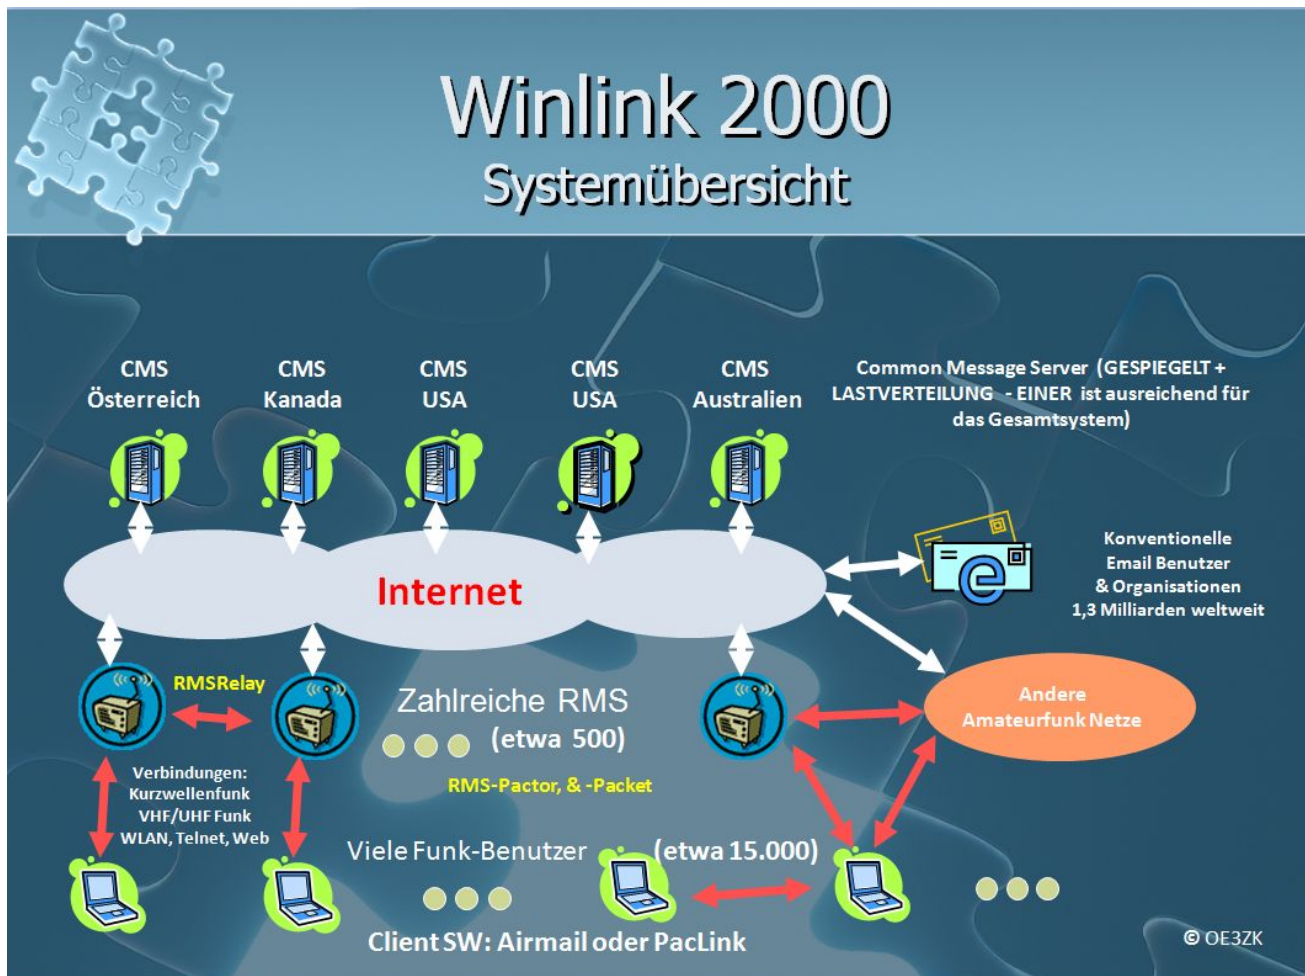 Winlink 2000
Systemübersicht
CMS
Österreich
CMS
Kanada
CMS
USA
CMS
USA
CMS
Australien
Common Message Server (GESPIEGELT +
LASTVERTEILUNG - EINER ist ausreichend für
das Gesamtsystem)
Internet
e
Konventionelle
Email Benutzer
& Organisationen
1,3 Milliarden weltweit
RMSRelay
Zahlreiche RMS
(etwa 500)
RMS-Pactor, & -Packet
Andere
Amateurfunk Netze
Verbindungen:
Kurzwellenfunk
VHF/UHF Funk
WLAN, Telnet, Web
Viele Funk-Benutzer (etwa 15.000)
Client SW: Airmail oder PacLink
© OE3ZK